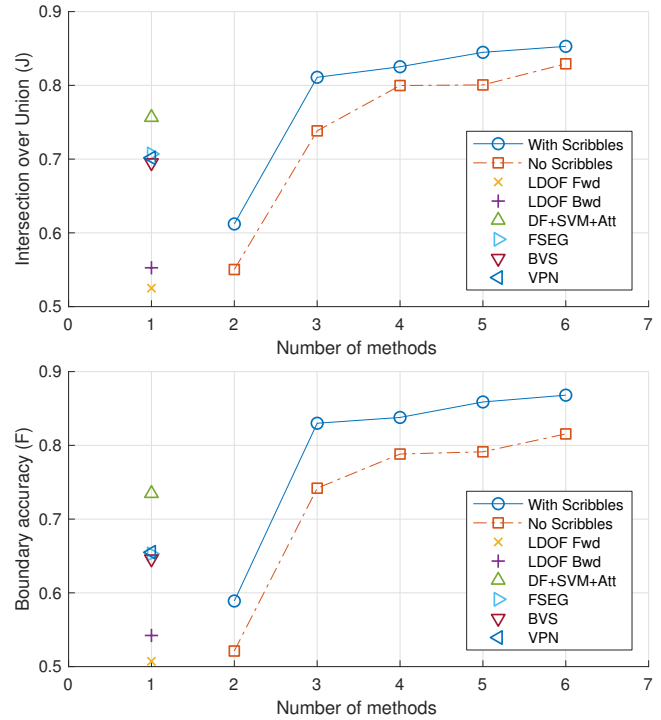 0.9
0.8
0.7
0.6
0.5
Intersection over Union (J)
With Scribbles
No Scribbles
LDOF Fwd
LDOF Bwd
DF+SVM+Att
FSEG
BVS
VPN
0 1 2 3 4 5 6 7
Number of methods
0.9
0.8
0.7
0.6
0.5
Boundary accuracy (F)
With Scribbles
No Scribbles
LDOF Fwd
LDOF Bwd
DF+SVM+Att
FSEG
BVS
VPN
0 1 2 3 4 5 6 7
Number of methods